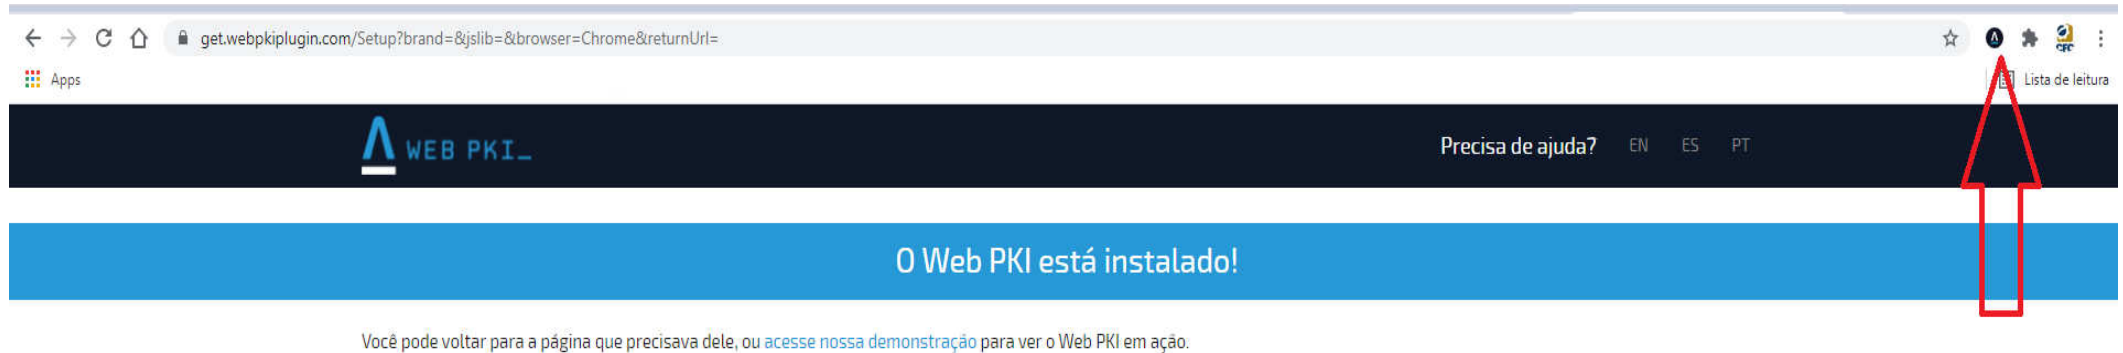 get.webpkiplugin.com/Setup?brand=&jslib=&browser=Chrome&returnUrl=
CFC
Apps
Lista de leitura
WEB PKI_
Precisa de ajuda? EN ES PT
O Web PKI está instalado!
Você pode voltar para a página que precisava dele, ou acesse nossa demonstração para ver o Web PKI em ação.